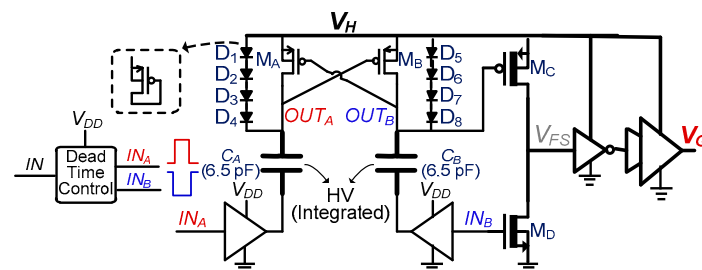 V_H
D1
D2
D3
D4
M_A
M_B
D5
D6
D7
D8
M_C
OUT_A
OUT_B
V_DD
IN
Dead
Time
Control
IN_A
IN_B
C_A
(6.5 pF)
C_B
(6.5 pF)
V_FS
V_DD
HV
(Integrated)
V_DD
IN_A
IN_B
M_D